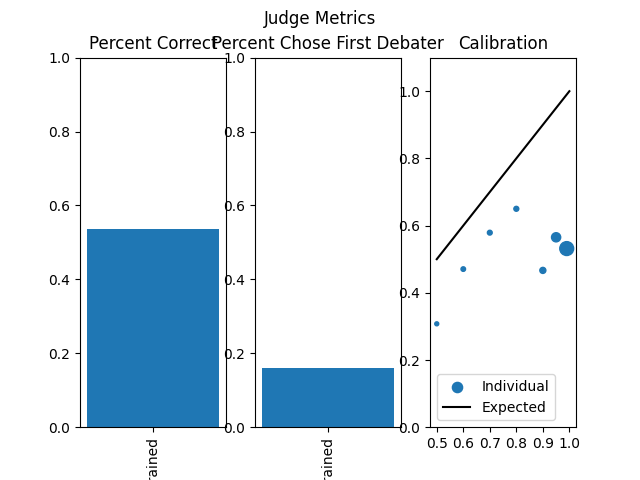 Judge Metrics
Percent Correct
Percent Chose First Debater
Calibration
1.0
0.8
0.6
0.4
0.2
0.0
rained
1.0
0.8
0.6
0.4
0.2
0.0
rained
1.0
0.8
0.6
0.4
0.2
0.0
0.5 0.6 0.7 0.8 0.9 1.0
Individual
Expected